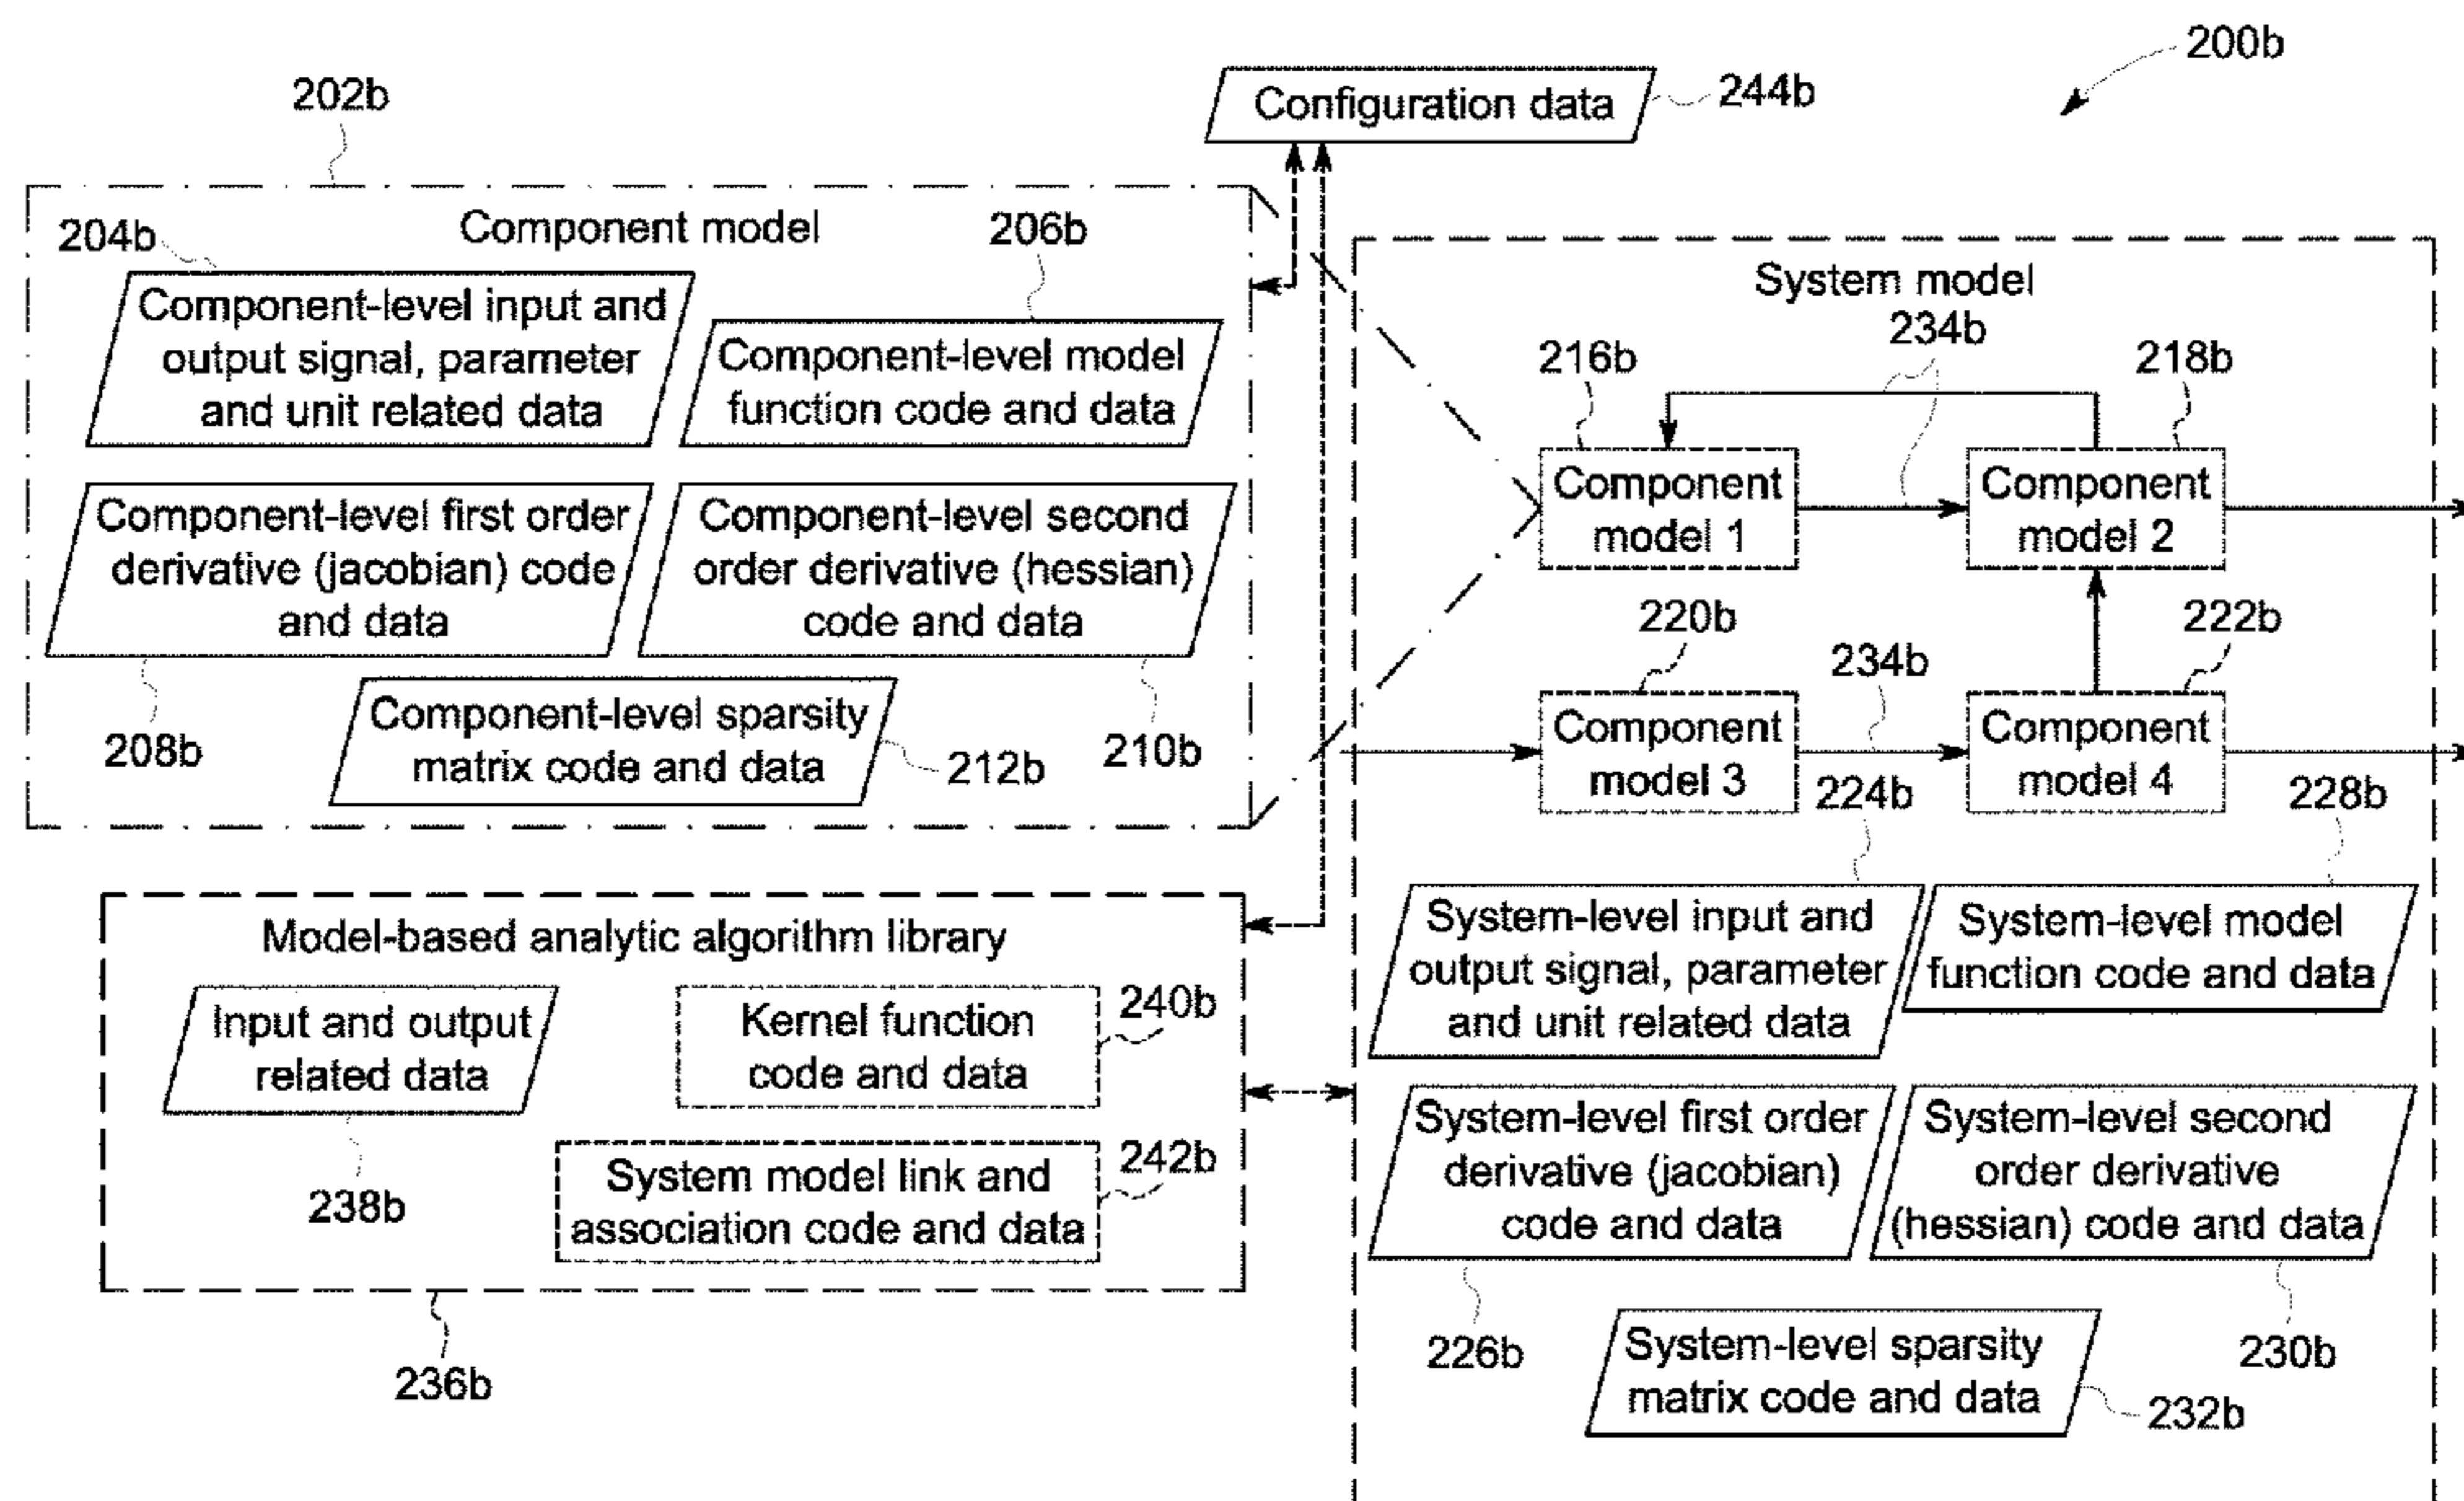 200b
202b
Configuration data
244b
Component model
204b
206b
Component-level input and
output signal, parameter
and unit related data
Component-level model
function code and data
Component-level first order
derivative (jacobian) code
and data
Component-level second
order derivative (hessian)
code and data
208b
210b
Component-level sparsity
matrix code and data
212b
System model
234b
216b
218b
Component
model 1
Component
model 2
220b
222b
234b
Component
model 3
Component
model 4
224b
228b
System-level input and
output signal, parameter
and unit related data
System-level model
function code and data
System-level first order
derivative (jacobian)
code and data
System-level second
order derivative
(hessian) code and data
226b
230b
System-level sparsity
matrix code and data
232b
Model-based analytic algorithm library
Input and output
related data
238b
Kernel function
code and data
240b
System model link and
association code and data
242b
236b